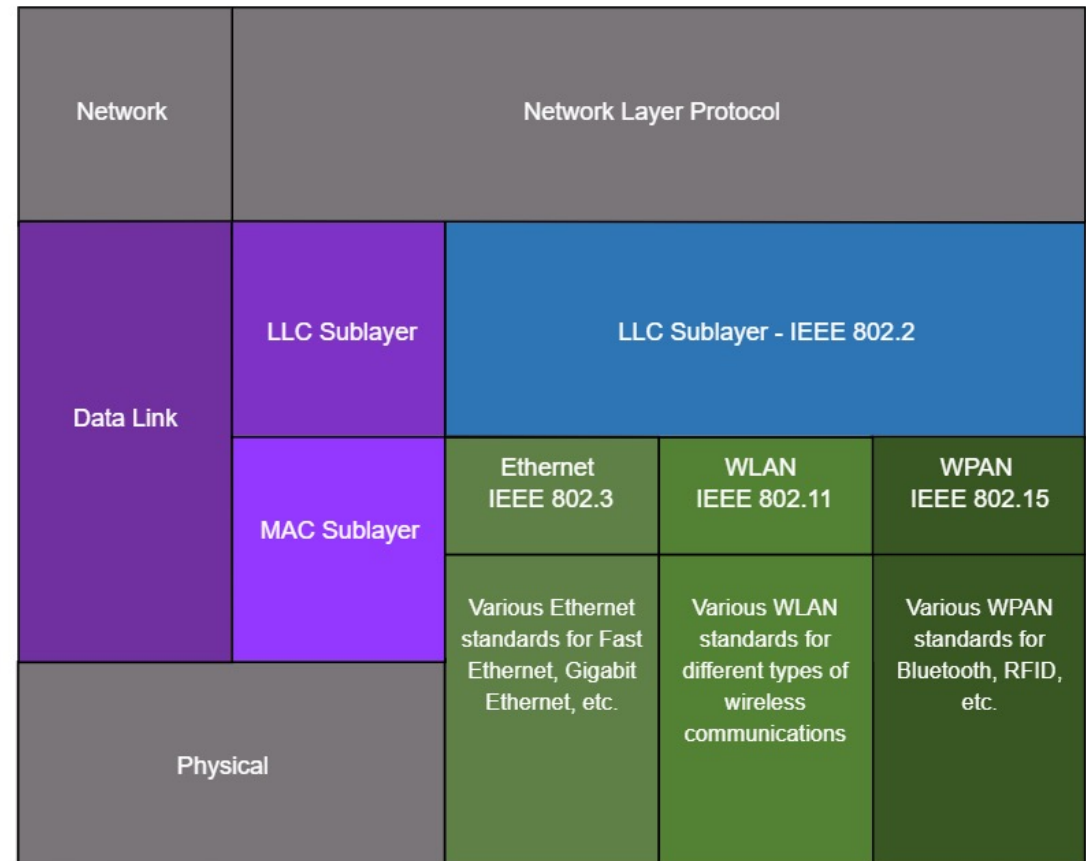 Network
Network Layer Protocol
Data Link
LLC Sublayer
LLC Sublayer - IEEE 802.2
MAC Sublayer
Ethernet
IEEE 802.3
WLAN
IEEE 802.11
WPAN
IEEE 802.15
Various Ethernet
standards for Fast
Ethernet, Gigabit
Ethernet, etc.
Various WLAN
standards for
different types of
wireless
communications
Various WPAN
standards for
Bluetooth, RFID,
etc.
Physical